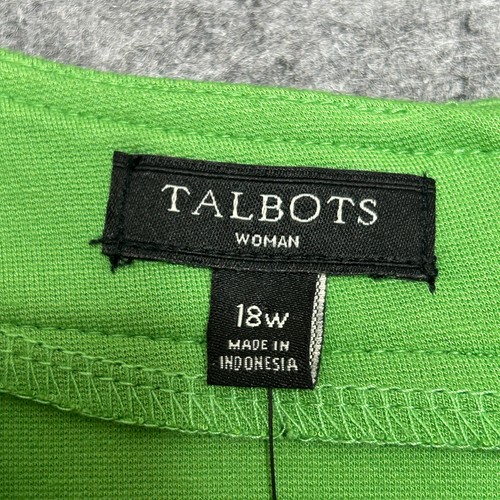 TALBOTS
WOMAN
18W
MADE IN
INDONESIA